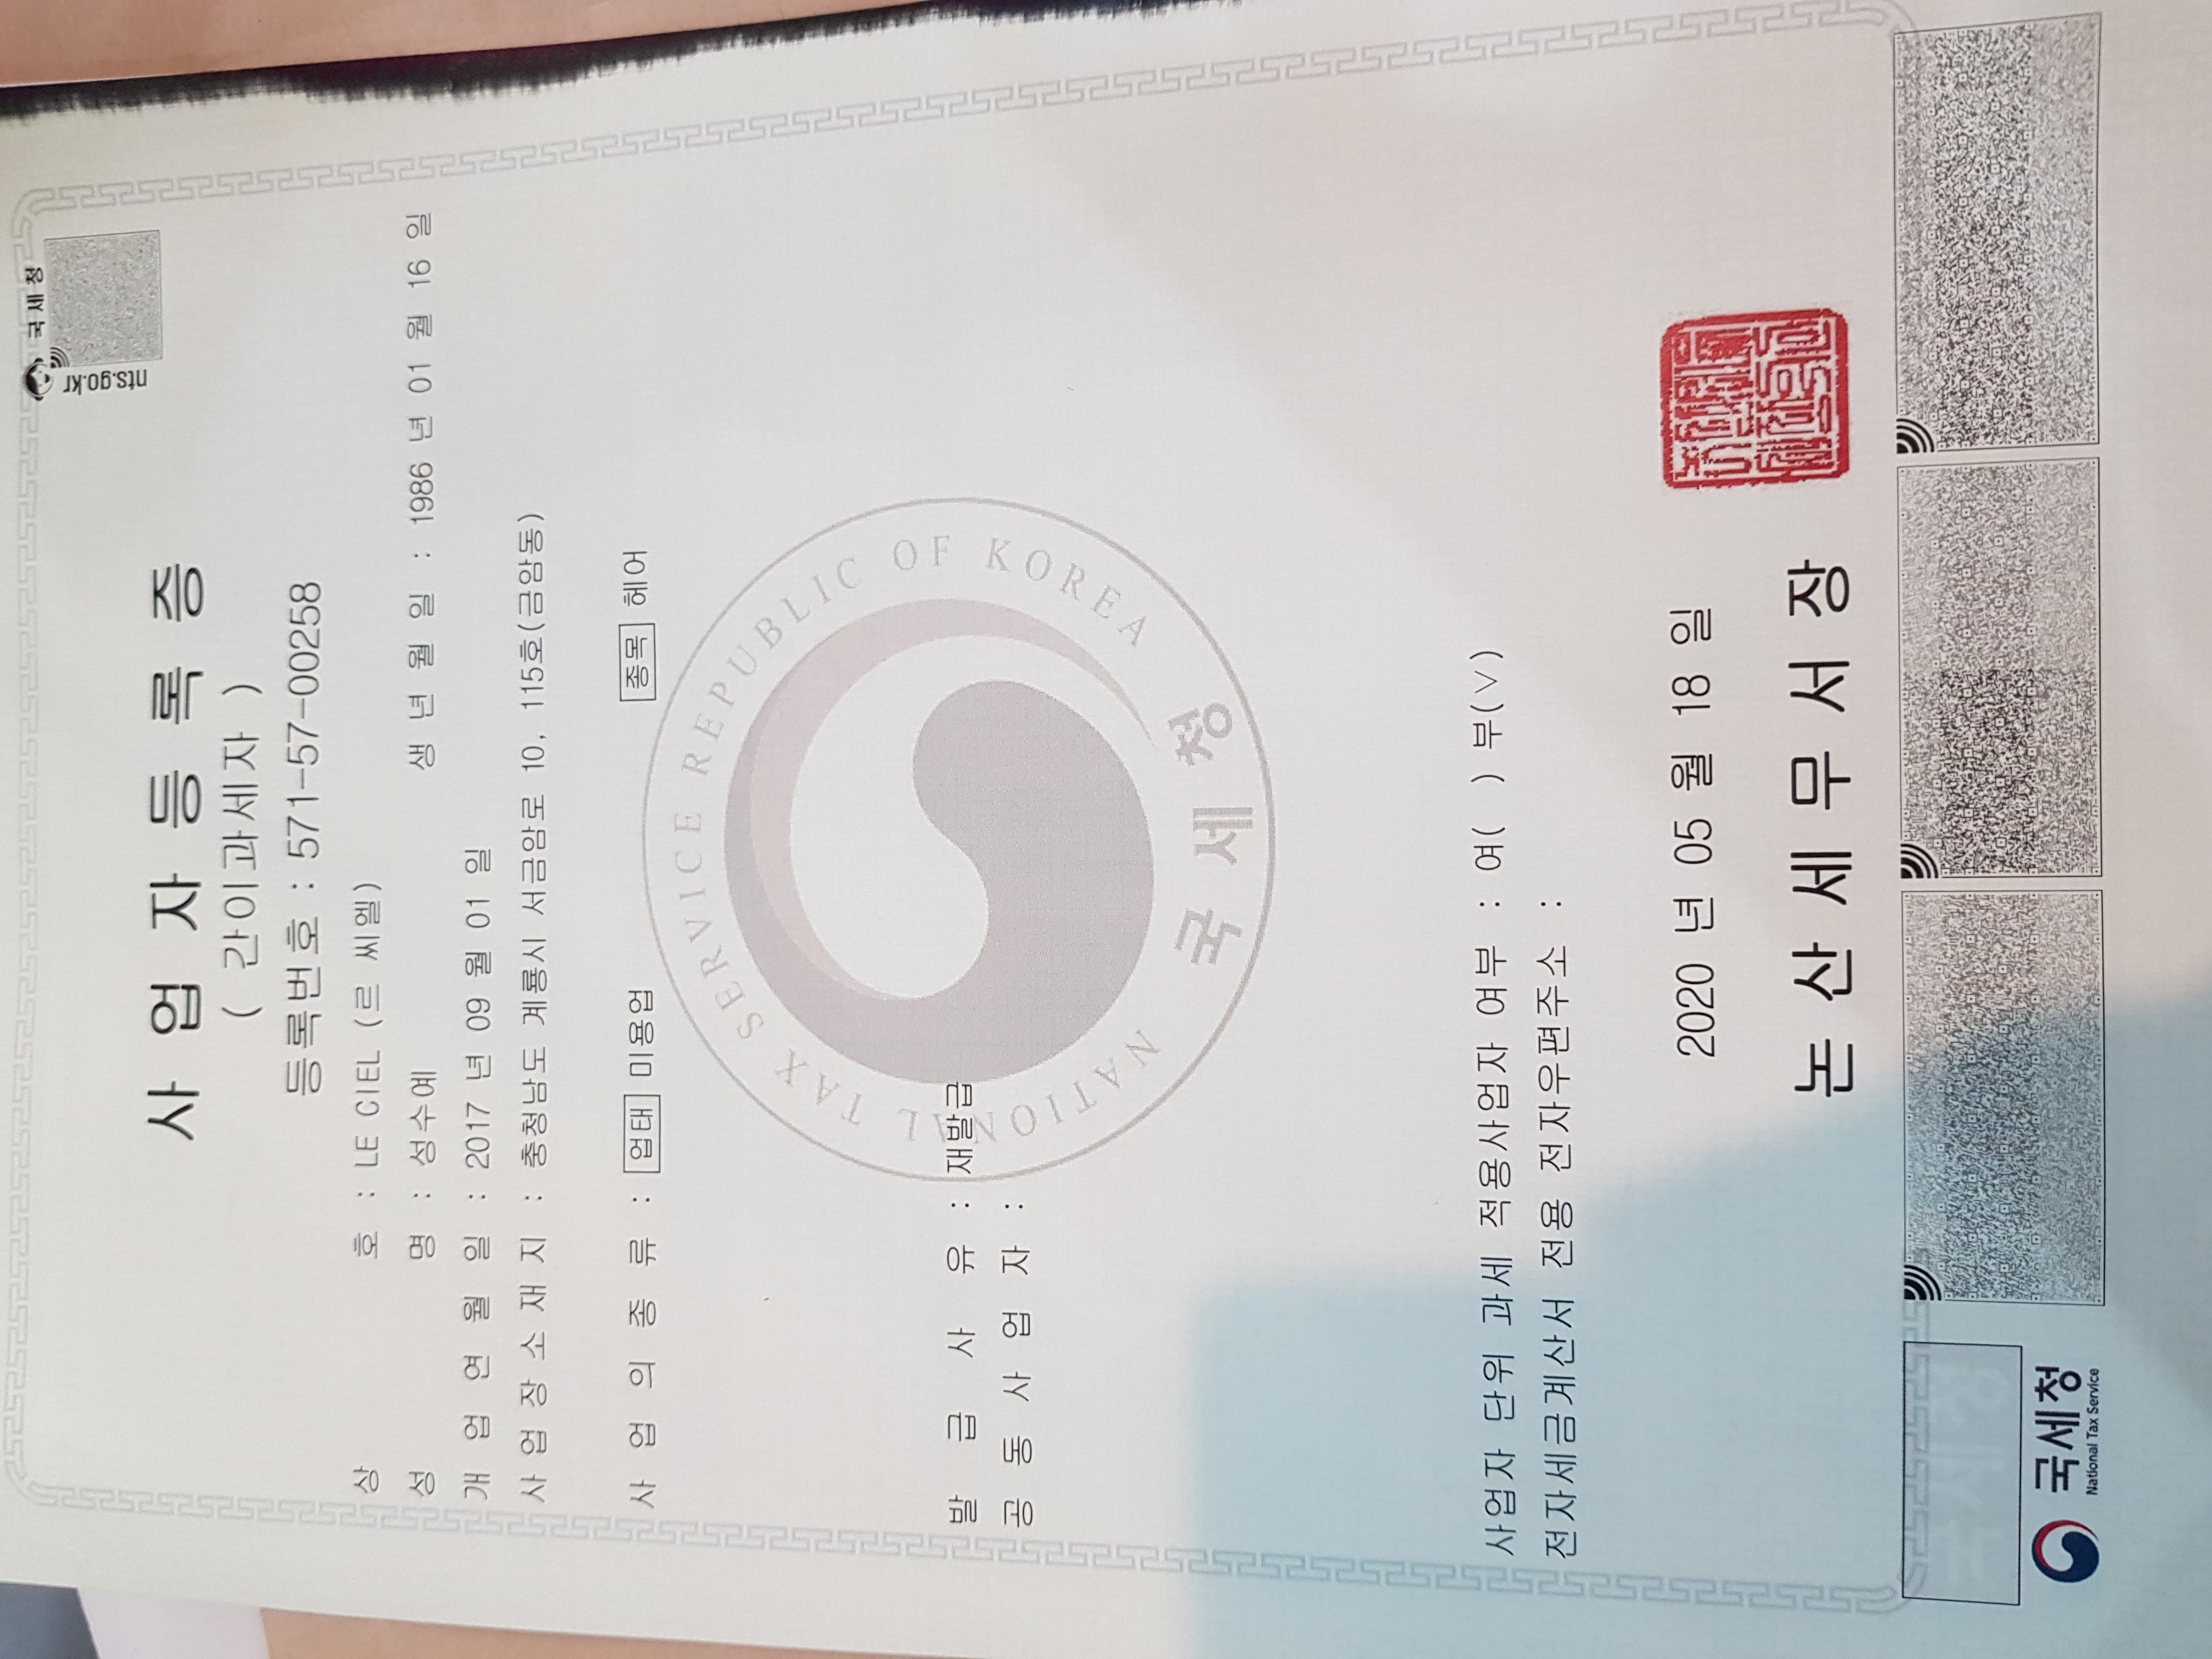 국세청
nts.go.kr
사업자등록증
( 간이과세자 )
등록번호 : 571-57-00258
상 호 : LE CIEL (르 씨엘)
성 명 : 성수예 생 년 월 일 : 1986 년 01 월 16 일
개 업 연 월 일 : 2017 년 09 월 01 일
사 업 장 소 재 지 : 충청남도 계룡시 서금암로 10, 115호(금암동)
사 업 의 종 류 : 업태 미용업 종목 헤어
NATIONAL TAX SERVICE REPUBLIC OF KOREA
국세청
발 급 사 유 : 재발급
공 동 사 업 자 :
사업자 단위 과세 적용사업자 여부 : 여( ) 부(∨)
전자세금계산서 전용 전자우편주소 :
2020 년 05 월 18 일
논 산 세 무 서 장
국세청
National Tax Service